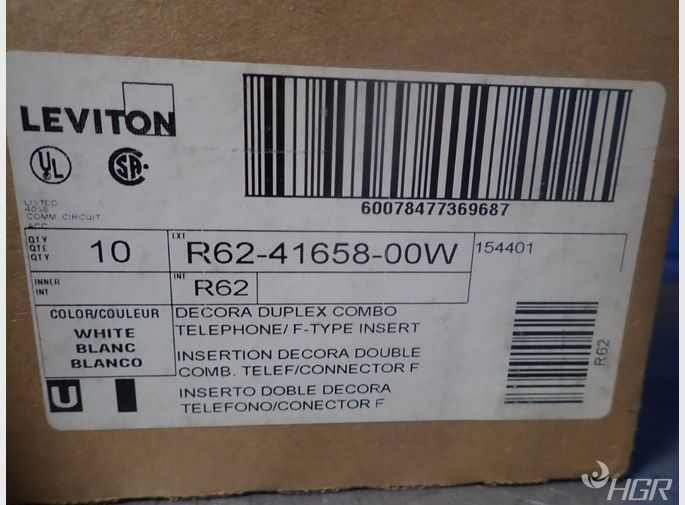 LEVITON
UL
SA
LISTED
COMM CIRCUIT
ACC
60078477369687
QTY
QTE
QTY
10
EXT
R62-41658-00W
154401
INNER
INT
INT
R62
COLOR/COULEUR
WHITE
BLANC
BLANCO
DECORA DUPLEX COMBO
TELEPHONE/ F-TYPE INSERT
INSERTION DECORA DOUBLE
COMB. TELEF/CONNECTOR F
INSERTO DOBLE DECORA
TELEFONO/CONECTOR F
U
R62
HGR